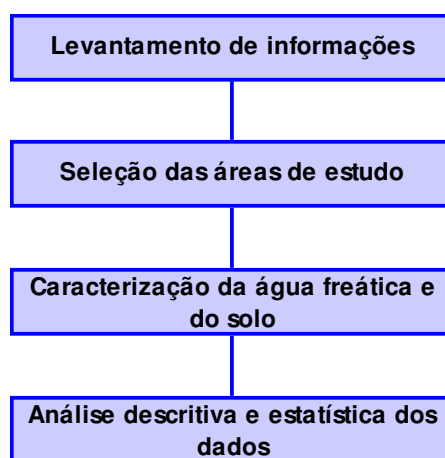 Levantamento de informações
Seleção das áreas de estudo
Caracterização da água freática e
do solo
Análise descritiva e estatística dos
dados